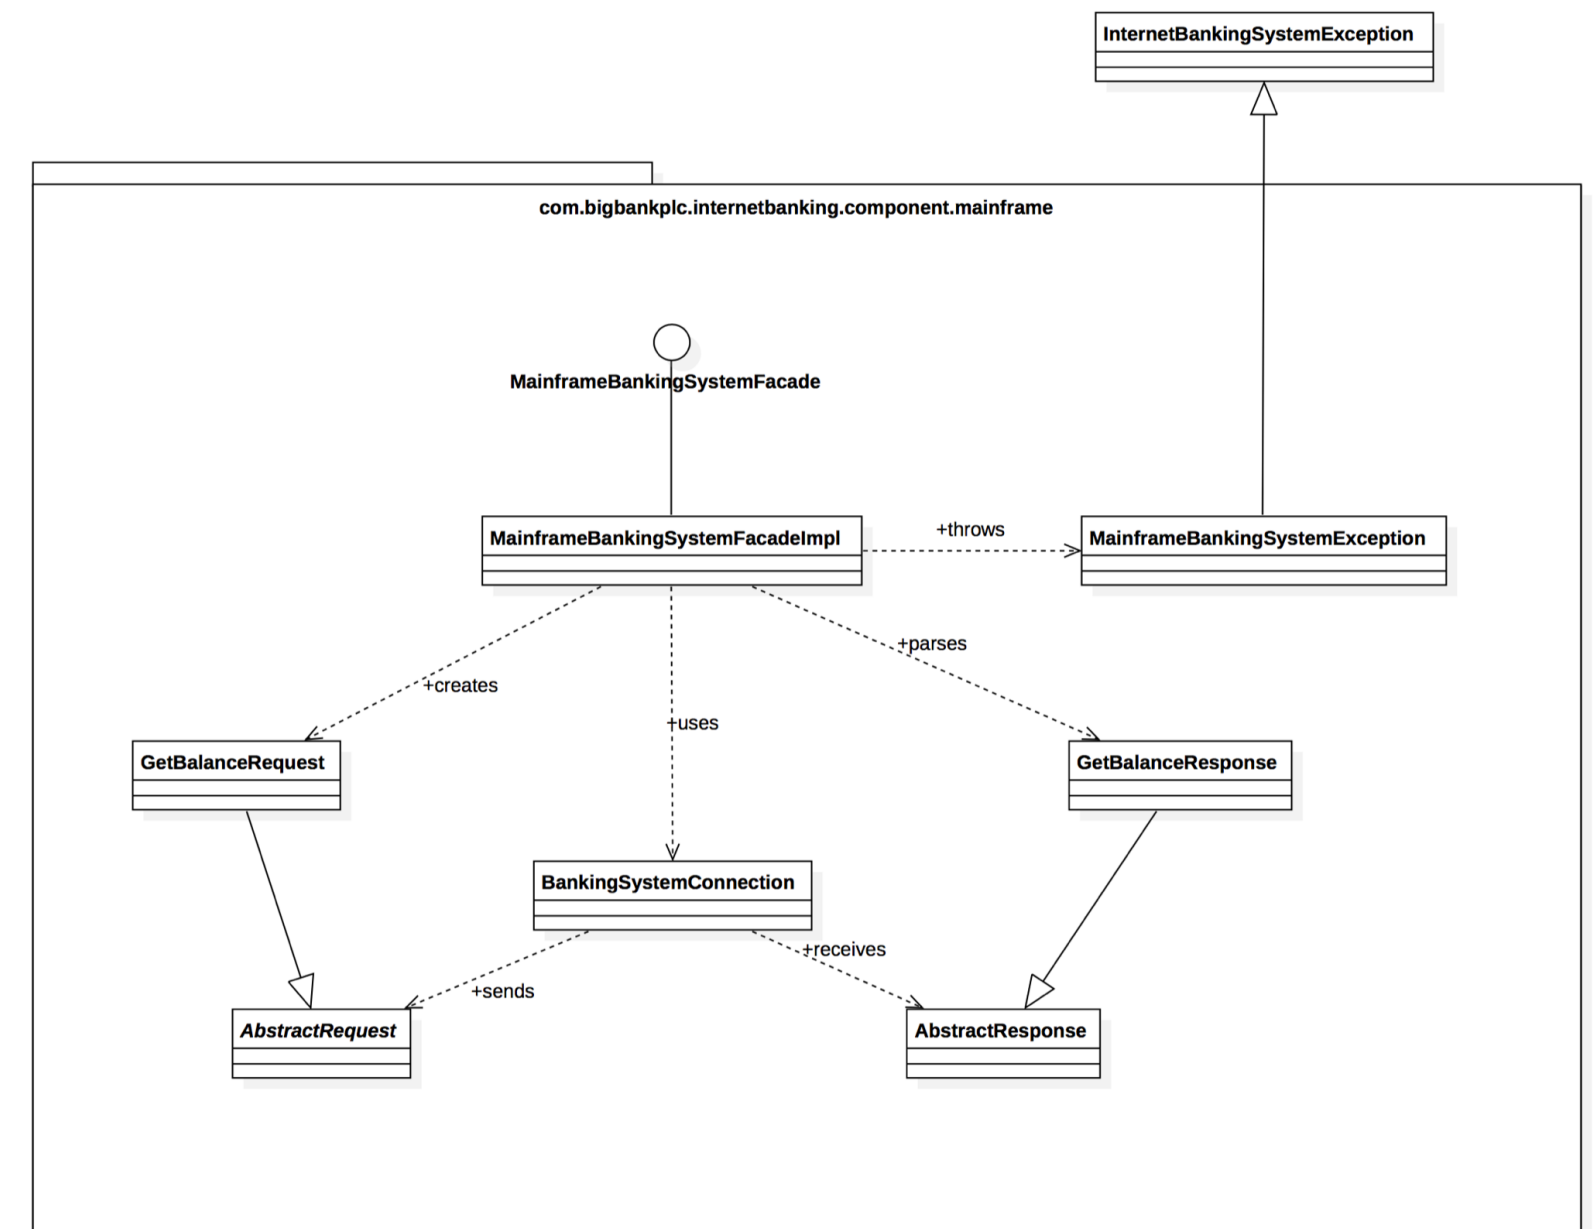 InternetBankingSystemException
com.bigbankplc.internetbanking.component.mainframe
MainframeBankingSystemFacade
MainframeBankingSystemFacadeImpl
+throws
MainframeBankingSystemException
+creates
+uses
+parses
GetBalanceRequest
GetBalanceResponse
BankingSystemConnection
+sends
+receives
AbstractRequest
AbstractResponse